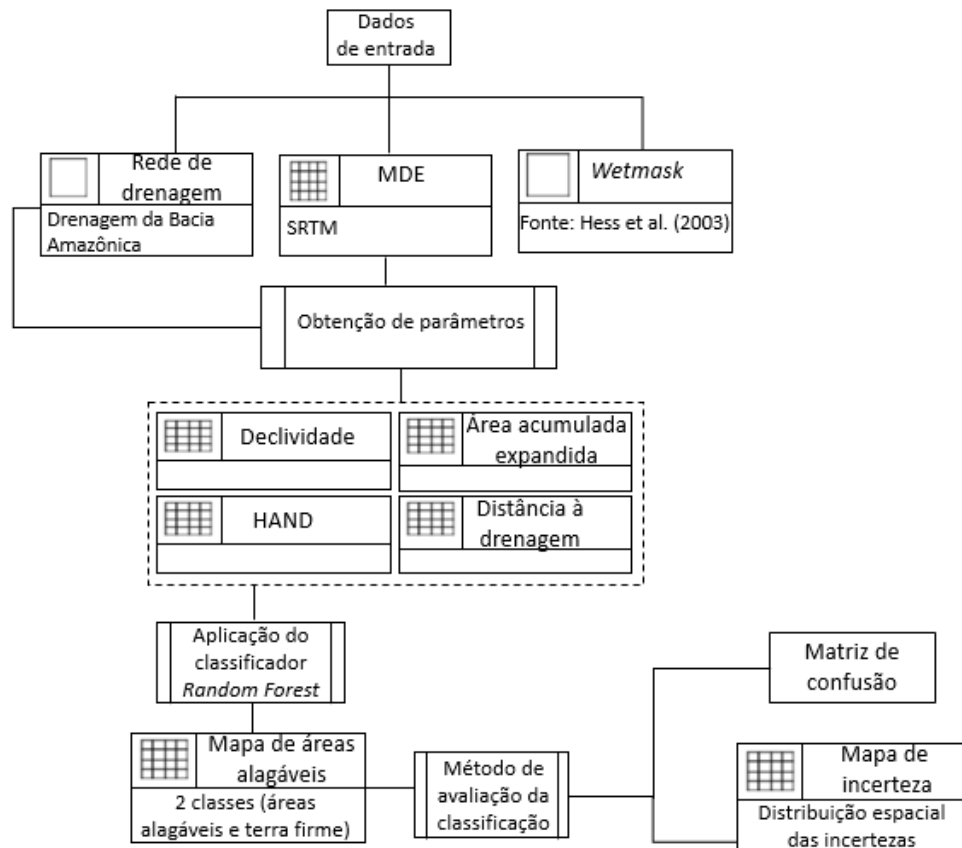 Dados
de entrada
Rede de
drenagem
Drenagem da Bacia
Amazônica
MDE
SRTM
Wetmask
Fonte: Hess et al. (2003)
Obtenção de parâmetros
Declividade
Área acumulada
expandida
HAND
Distância à
drenagem
Aplicação do
classificador
Random Forest
Mapa de áreas
alagáveis
2 classes (áreas
alagáveis e terra firme)
Método de
avaliação da
classificação
Matriz de
confusão
Mapa de
incerteza
Distribuição espacial
das incertezas